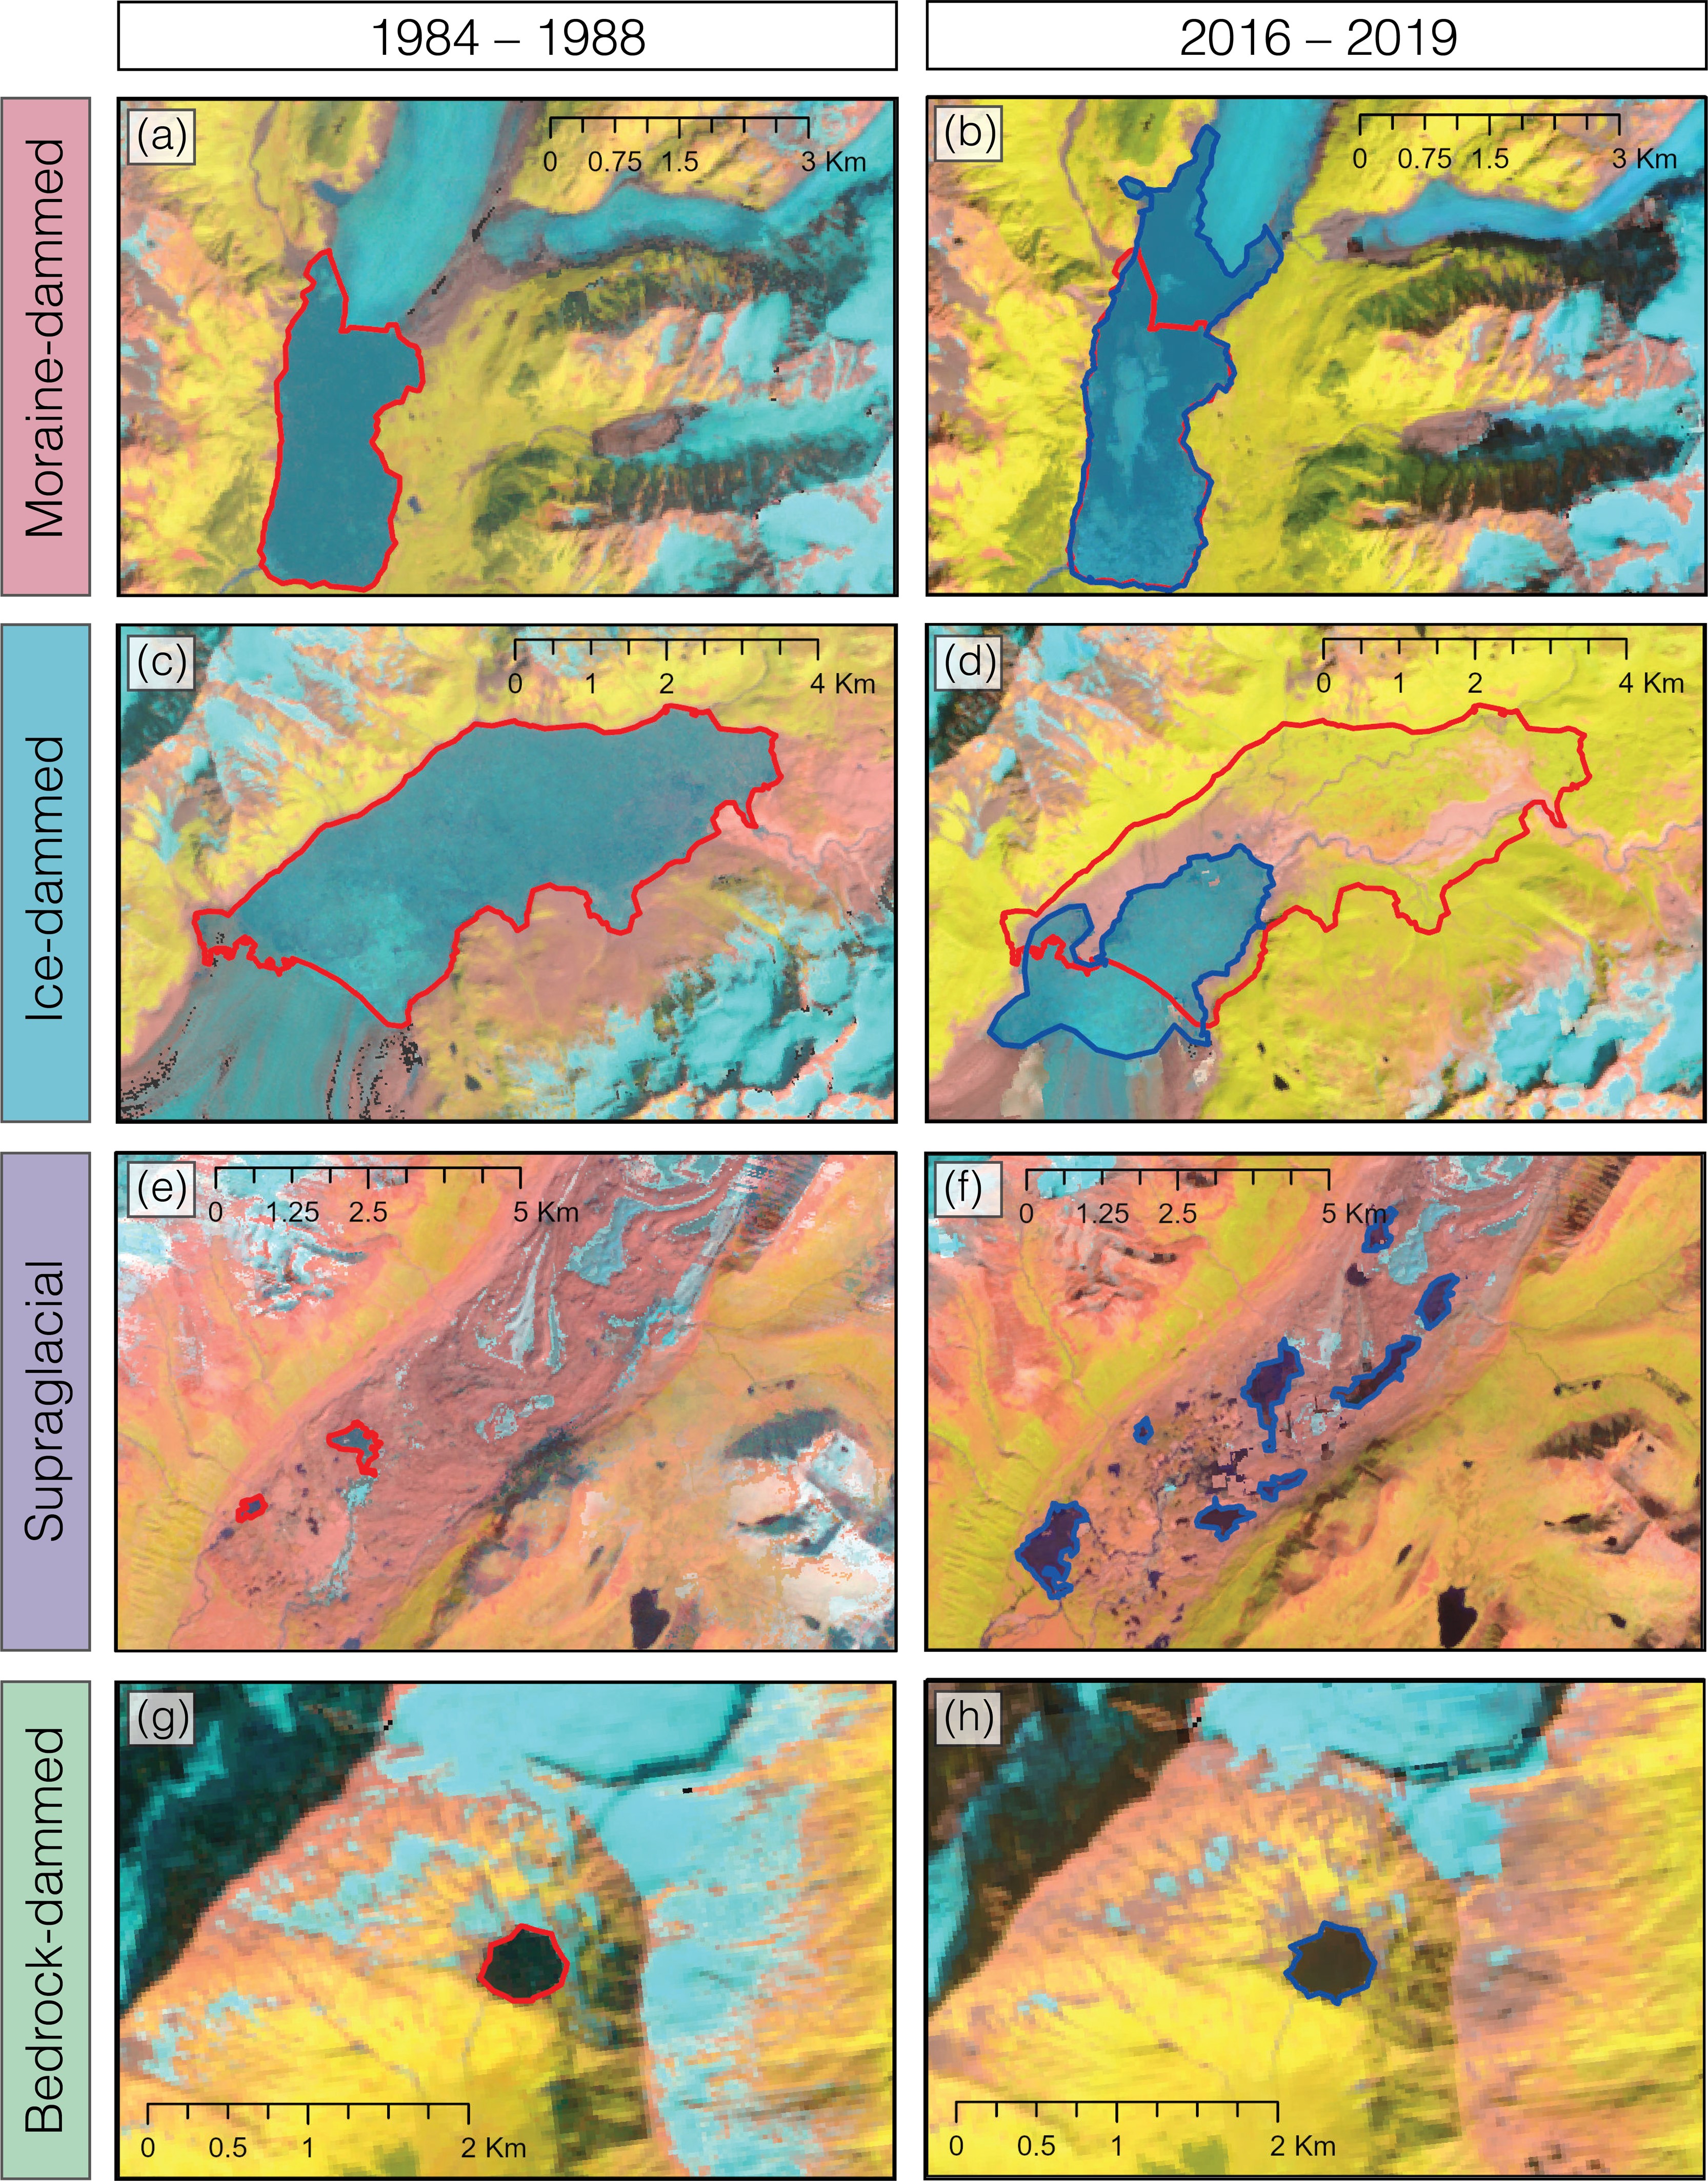 1984 – 1988
2016 – 2019
Moraine-dammed
(a)
0 0.75 1.5 3 Km
(b)
0 0.75 1.5 3 Km
Ice-dammed
(c)
0 1 2 4 Km
(d)
0 1 2 4 Km
Supraglacial
(e)
0 1.25 2.5 5 Km
(f)
0 1.25 2.5 5 Km
Bedrock-dammed
(g)
0 0.5 1 2 Km
(h)
0 0.5 1 2 Km